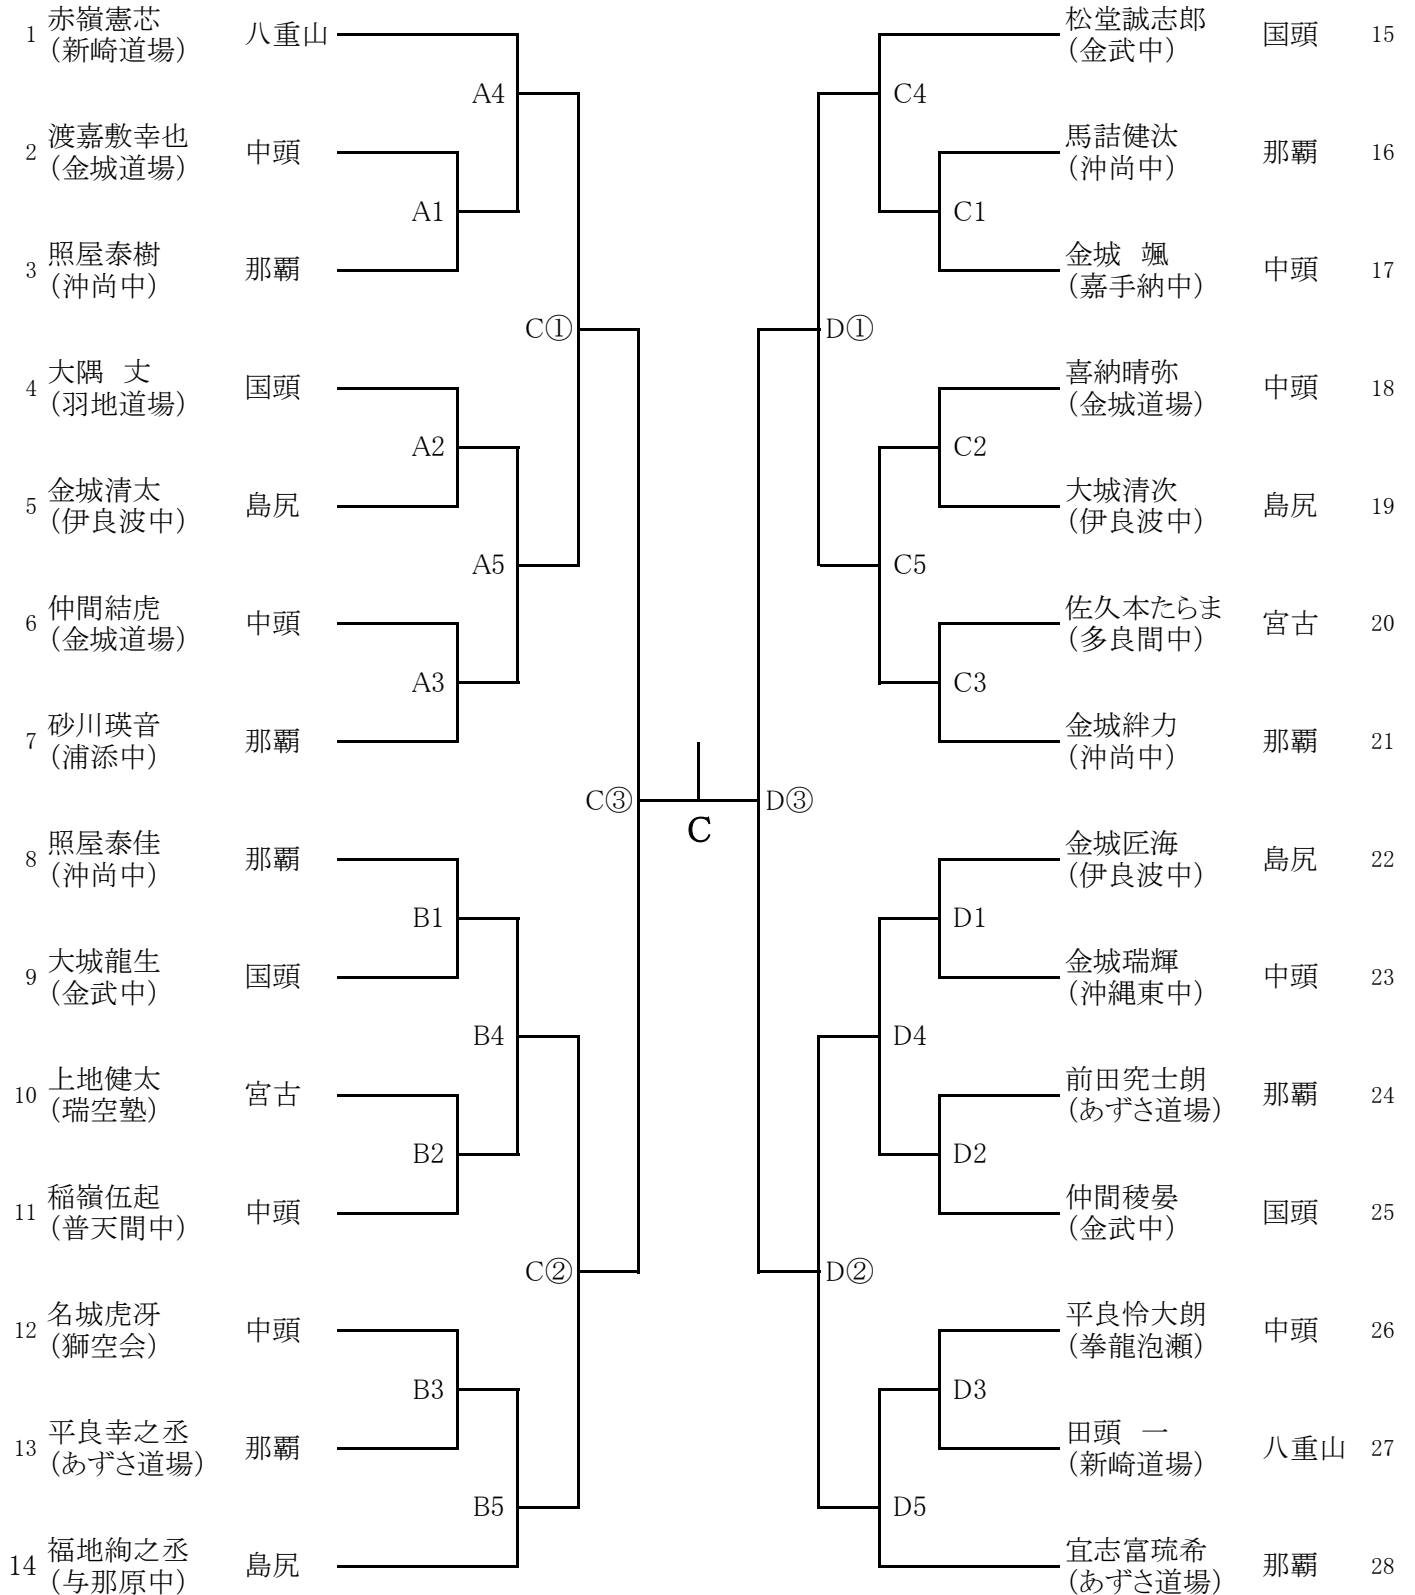 1 赤嶺憲芯 八重山
（新崎道場）
A4
2 渡嘉敷幸也 中頭
（金城道場）
A1
3 照屋泰樹 那覇
（沖尚中）
C①
4 大隅　丈 国頭
（羽地道場）
A2
5 金城清太 島尻
（伊良波中）
A5
6 仲間結虎 中頭
（金城道場）
A3
7 砂川瑛音 那覇
（浦添中）
C③
8 照屋泰佳 那覇
（沖尚中）
B1
9 大城龍生 国頭
（金武中）
B4
10 上地健太 宮古
（瑞空塾）
B2
11 稲嶺伍起 中頭
（普天間中）
C②
12 名城虎冴 中頭
（獅空会）
B3
13 平良幸之丞 那覇
（あずさ道場）
B5
14 福地絢之丞 島尻
（与那原中）
C
松堂誠志郎 国頭 15
（金武中）
C4
馬詰健汰 那覇 16
（沖尚中）
C1
金城　颯 中頭 17
（嘉手納中）
D①
喜納晴弥 中頭 18
（金城道場）
C2
大城清次 島尻 19
（伊良波中）
C5
佐久本たらま 宮古 20
（多良間中）
C3
金城絆力 那覇 21
（沖尚中）
D③
金城匠海 島尻 22
（伊良波中）
D1
金城瑞輝 中頭 23
（沖縄東中）
D4
前田究士朗 那覇 24
（あずさ道場）
D2
仲間稜晏 国頭 25
（金武中）
D②
平良怜大朗 中頭 26
（拳龍泡瀬）
D3
田頭　一 八重山 27
（新崎道場）
D5
宜志富琉希 那覇 28
（あずさ道場）